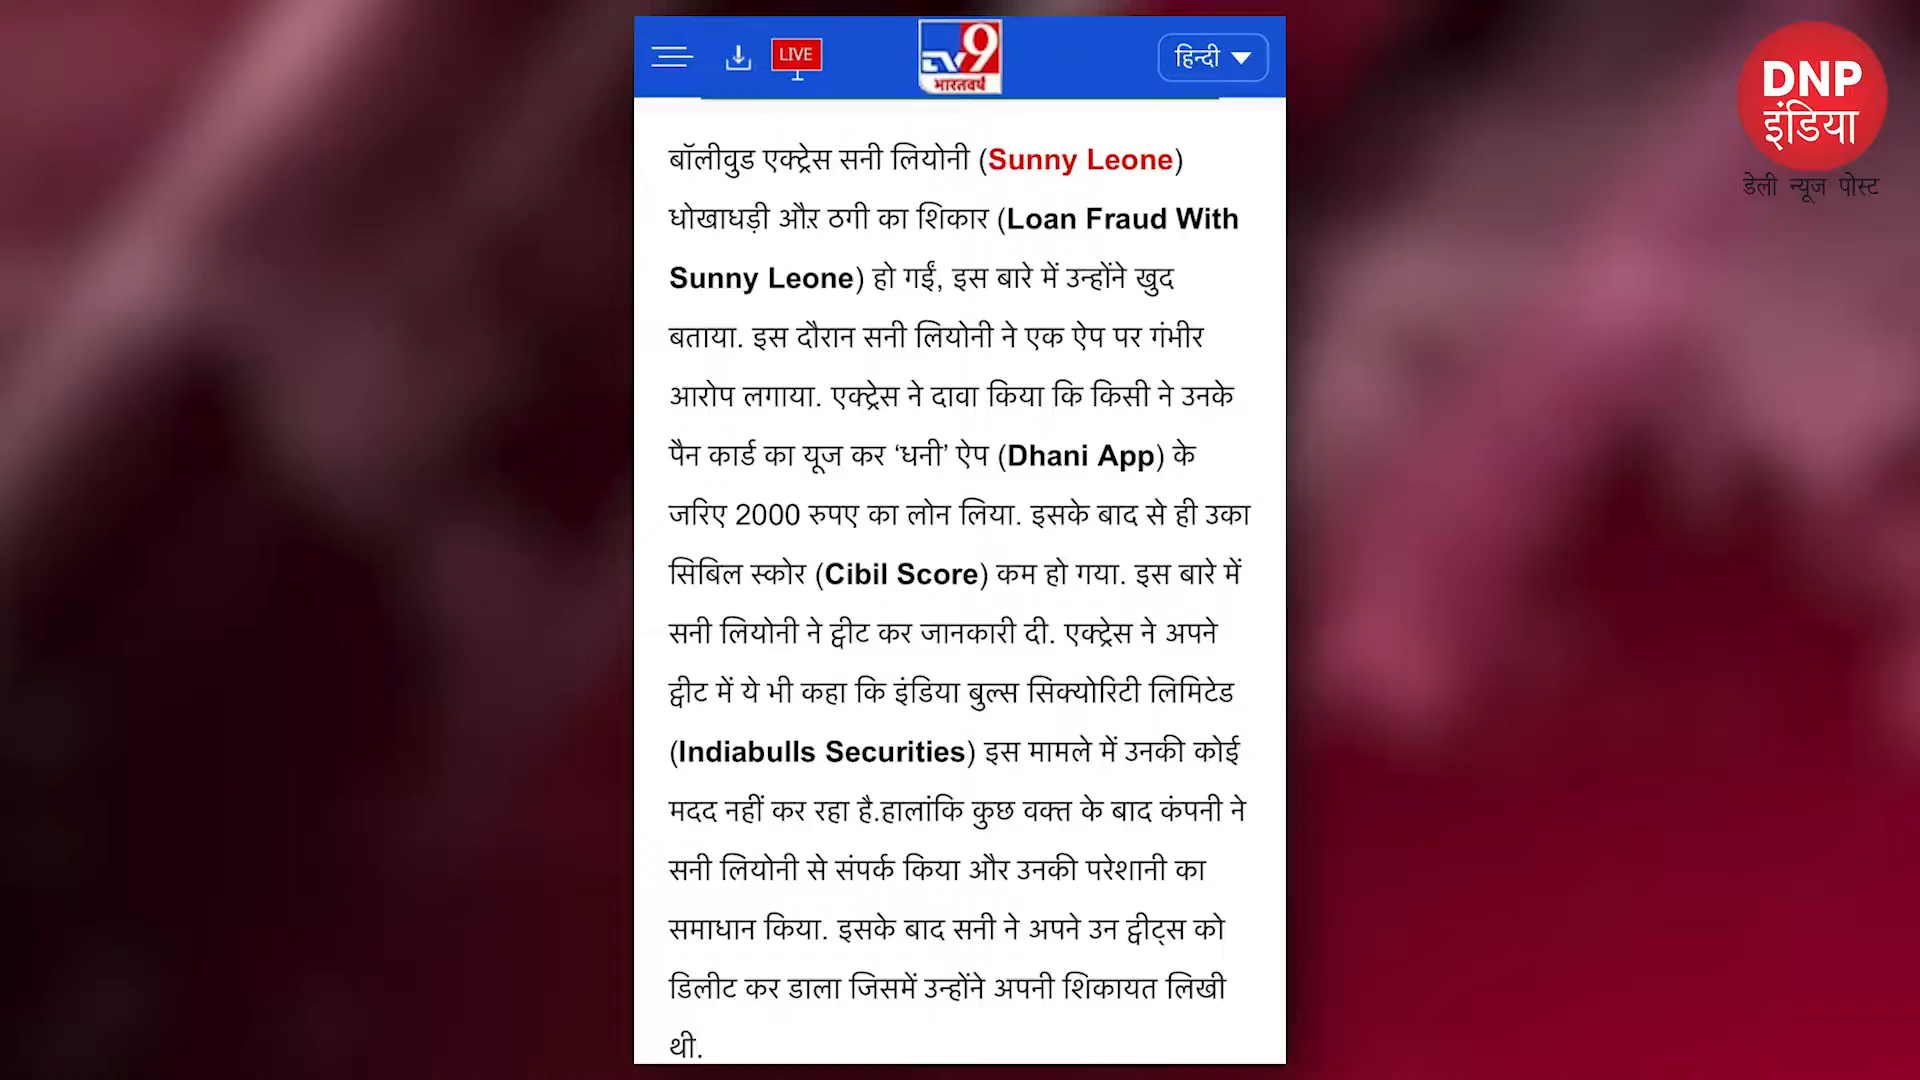 LIVE
TV9
भारतवर्ष
हिन्दी
DNP
इंडिया
डेली न्यूज पोस्ट
बॉलीवुड एक्ट्रेस सनी लियोनी (Sunny Leone)
धोखाधड़ी औऱ ठगी का शिकार (Loan Fraud With
Sunny Leone) हो गईं, इस बारे में उन्होंने खुद
बताया. इस दौरान सनी लियोनी ने एक ऐप पर गंभीर
आरोप लगाया. एक्ट्रेस ने दावा किया कि किसी ने उनके
पैन कार्ड का यूज कर ‘धनी’ ऐप (Dhani App) के
जरिए 2000 रुपए का लोन लिया. इसके बाद से ही उका
सिबिल स्कोर (Cibil Score) कम हो गया. इस बारे में
सनी लियोनी ने ट्वीट कर जानकारी दी. एक्ट्रेस ने अपने
ट्वीट में ये भी कहा कि इंडिया बुल्स सिक्योरिटी लिमिटेड
(Indiabulls Securities) इस मामले में उनकी कोई
मदद नहीं कर रहा है.हालांकि कुछ वक्त के बाद कंपनी ने
सनी लियोनी से संपर्क किया और उनकी परेशानी का
समाधान किया. इसके बाद सनी ने अपने उन ट्वीट्स को
डिलीट कर डाला जिसमें उन्होंने अपनी शिकायत लिखी
थी.